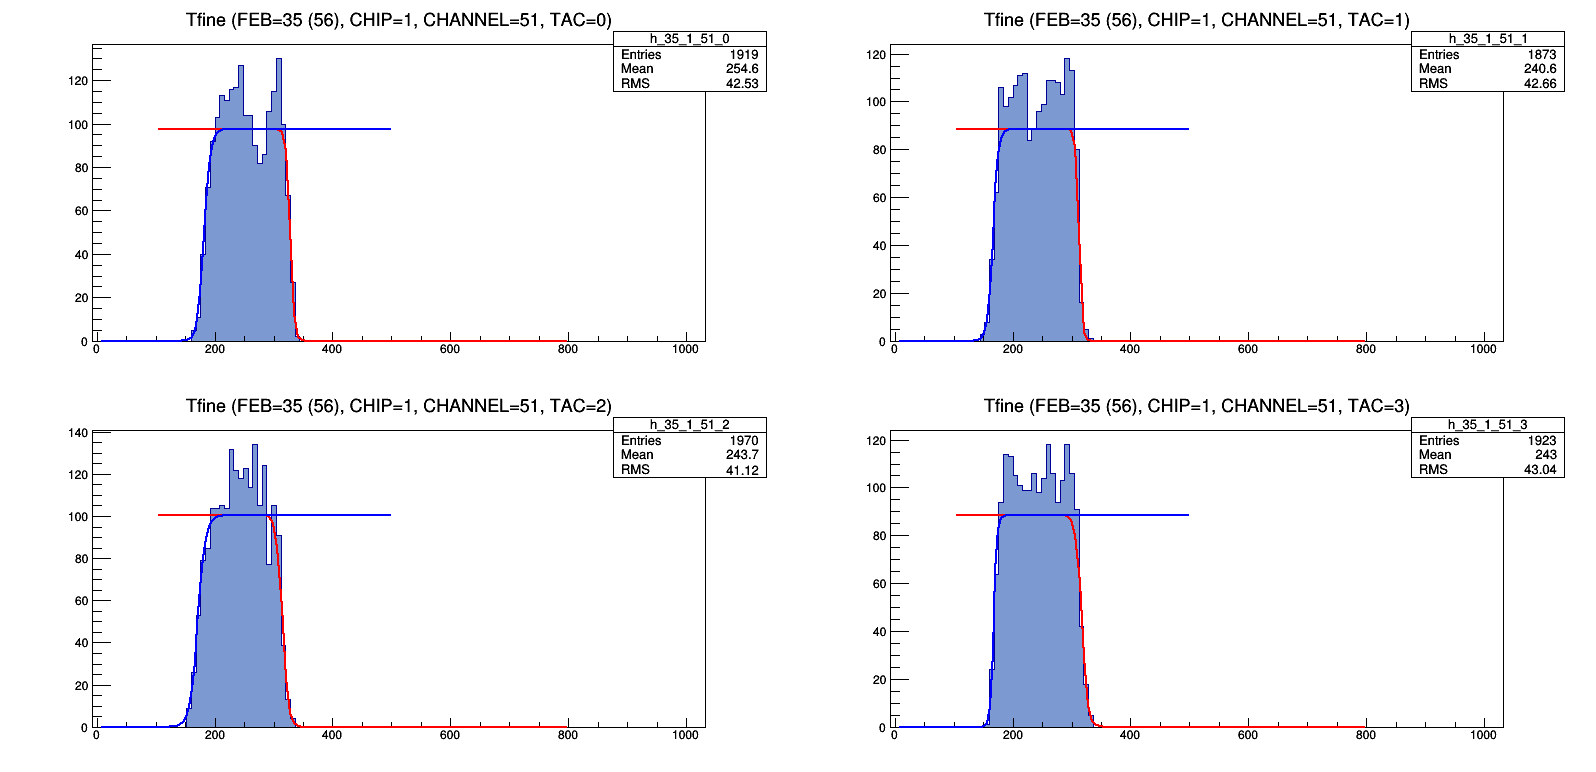 Tfine (FEB=35 (56), CHIP=1, CHANNEL=51, TAC=0)
h_35_1_51_0
Entries 1919
Mean 254.6
RMS 42.53
120
100
80
60
40
20
0
0 200 400 600 800 1000
Tfine (FEB=35 (56), CHIP=1, CHANNEL=51, TAC=1)
h_35_1_51_1
Entries 1873
Mean 240.6
RMS 42.66
120
100
80
60
40
20
0
0 200 400 600 800 1000
Tfine (FEB=35 (56), CHIP=1, CHANNEL=51, TAC=2)
h_35_1_51_2
Entries 1970
Mean 243.7
RMS 41.12
140
120
100
80
60
40
20
0
0 200 400 600 800 1000
Tfine (FEB=35 (56), CHIP=1, CHANNEL=51, TAC=3)
h_35_1_51_3
Entries 1923
Mean 243
RMS 43.04
120
100
80
60
40
20
0
0 200 400 600 800 1000